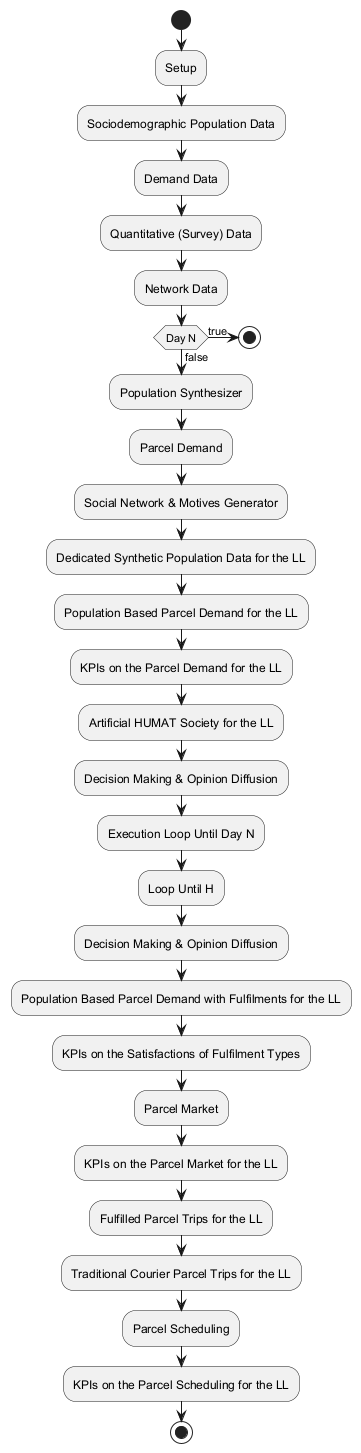 Setup
Sociodemographic Population Data
Demand Data
Quantitative (Survey) Data
Network Data
Day N
true
false
Population Synthesizer
Parcel Demand
Social Network & Motives Generator
Dedicated Synthetic Population Data for the LL
Population Based Parcel Demand for the LL
KPIs on the Parcel Demand for the LL
Artificial HUMAT Society for the LL
Decision Making & Opinion Diffusion
Execution Loop Until Day N
Loop Until H
Decision Making & Opinion Diffusion
Population Based Parcel Demand with Fulfilments for the LL
KPIs on the Satisfactions of Fulfilment Types
Parcel Market
KPIs on the Parcel Market for the LL
Fulfilled Parcel Trips for the LL
Traditional Courier Parcel Trips for the LL
Parcel Scheduling
KPIs on the Parcel Scheduling for the LL